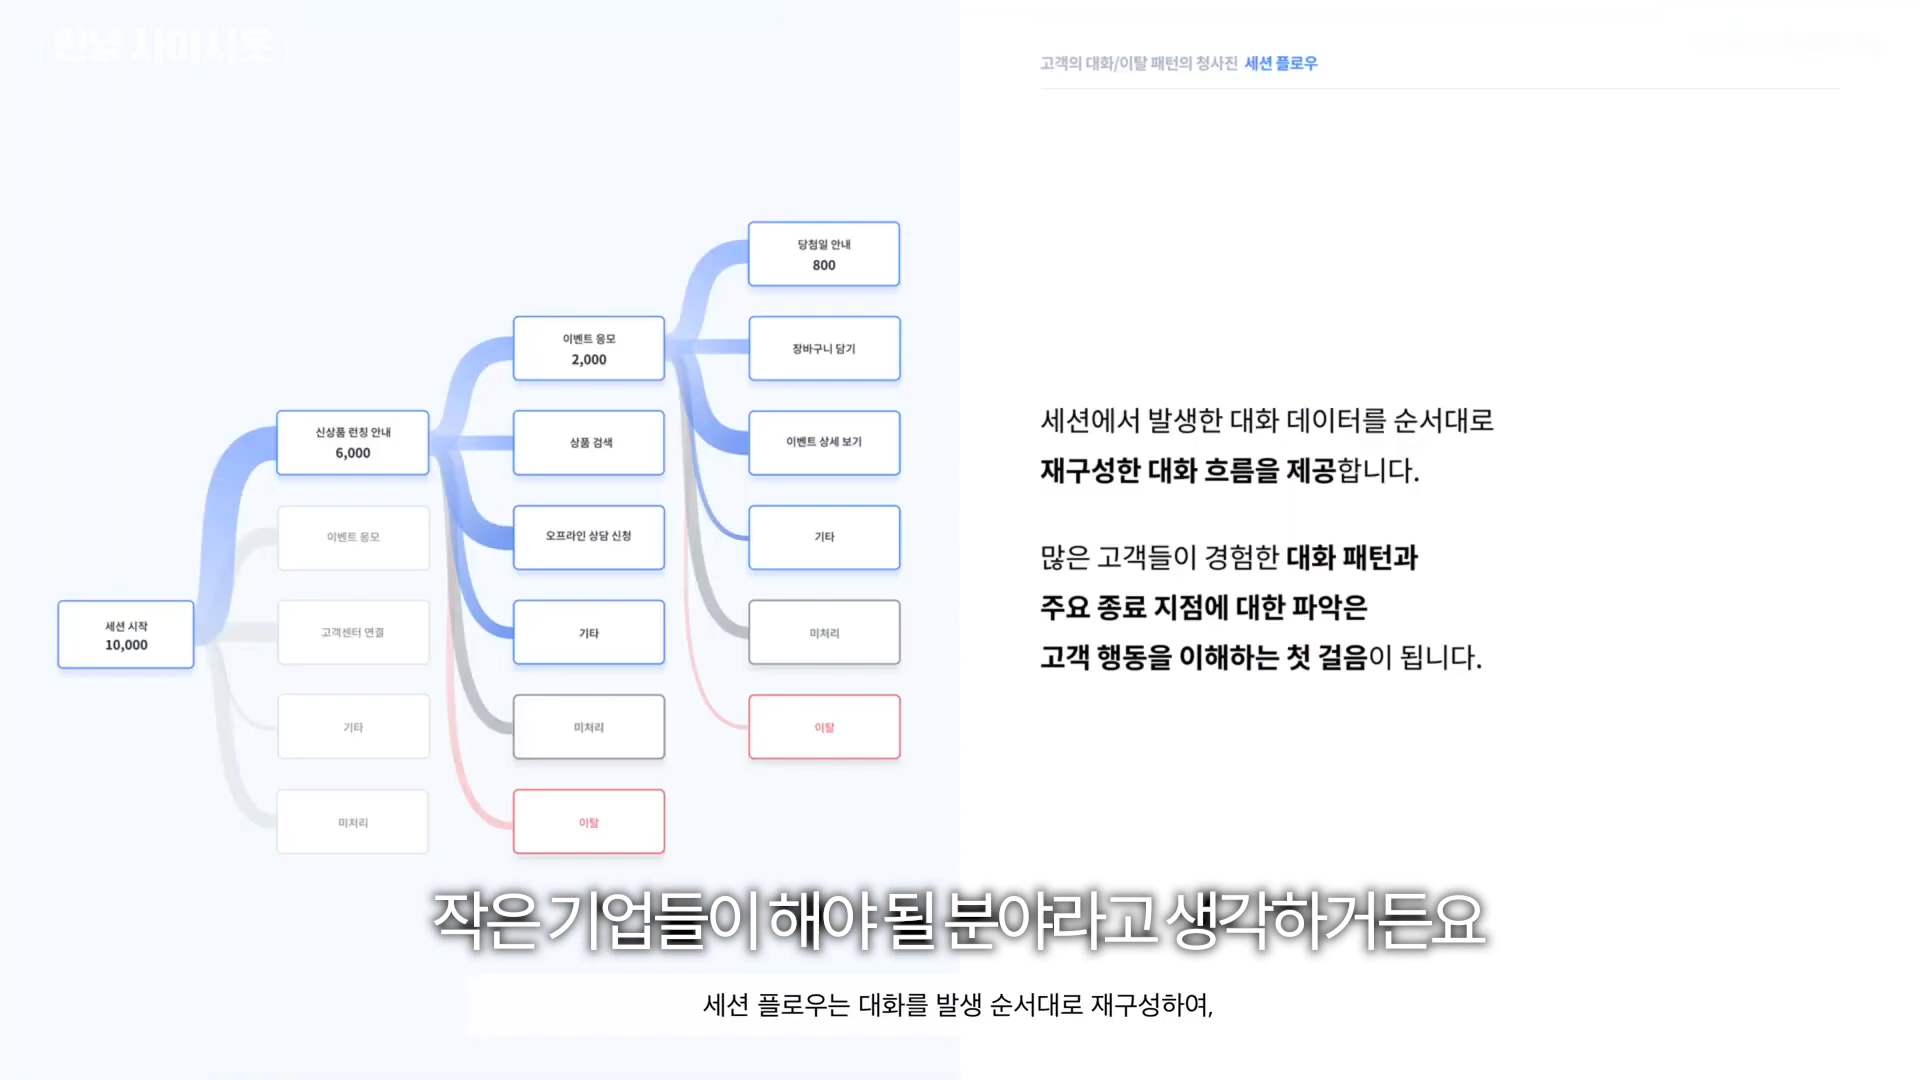 안녕 사이시옷
고객의 대화/이탈 패턴의 청사진 세션 플로우
당첨일 안내
800
이벤트 응모
2,000
장바구니 담기
신상품 런칭 안내
6,000
상품 검색
이벤트 상세 보기
이벤트 응모
오프라인 상담 신청
기타
세션 시작
10,000
고객센터 연결
기타
미처리
기타
미처리
이탈
미처리
이탈
세션에서 발생한 대화 데이터를 순서대로
재구성한 대화 흐름을 제공합니다.
많은 고객들이 경험한 대화 패턴과
주요 종료 지점에 대한 파악은
고객 행동을 이해하는 첫 걸음이 됩니다.
작은 기업들이 해야 될 분야라고 생각하거든요
세션 플로우는 대화를 발생 순서대로 재구성하여,